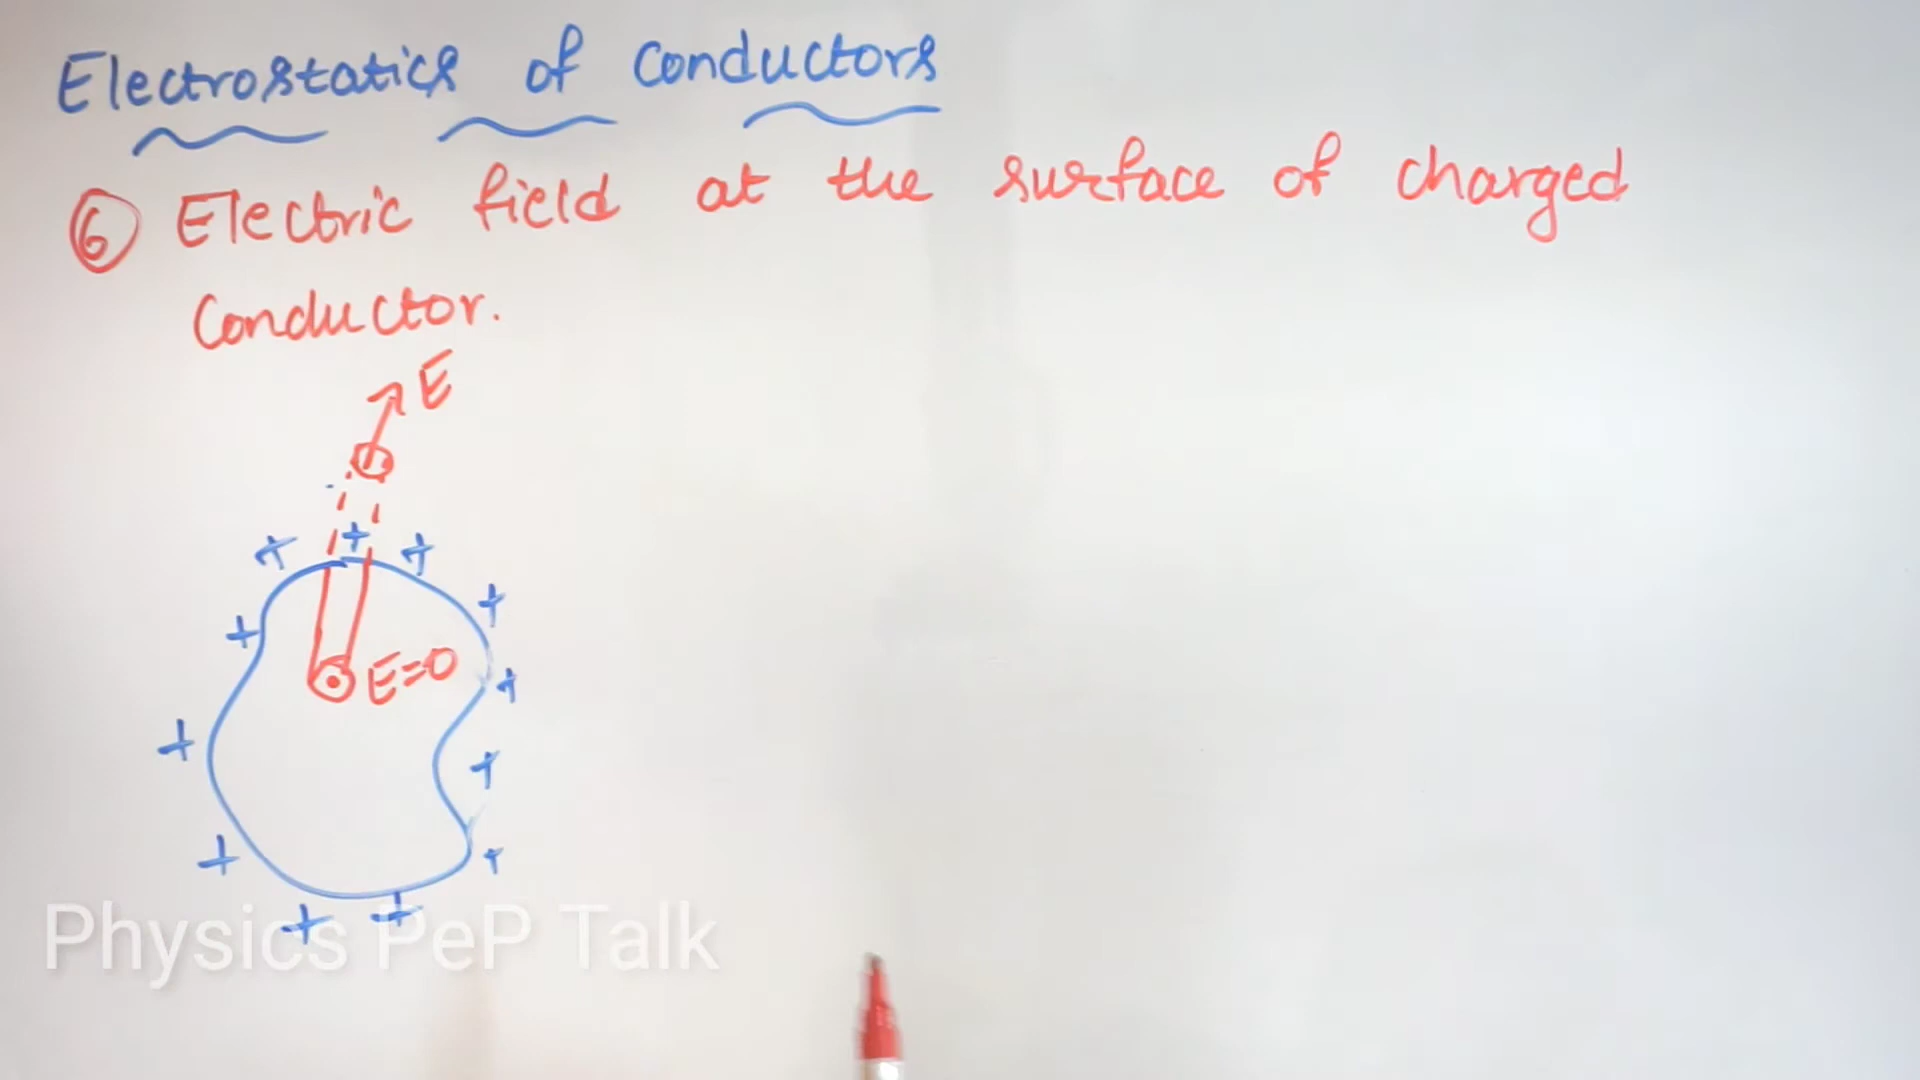 Electrostatics of Conductors
6 Electric field at the surface of charged
Conductor.
E
+ + +
+ +
E=0
+
+ +
+ +
+ +
Physics PeP Talk